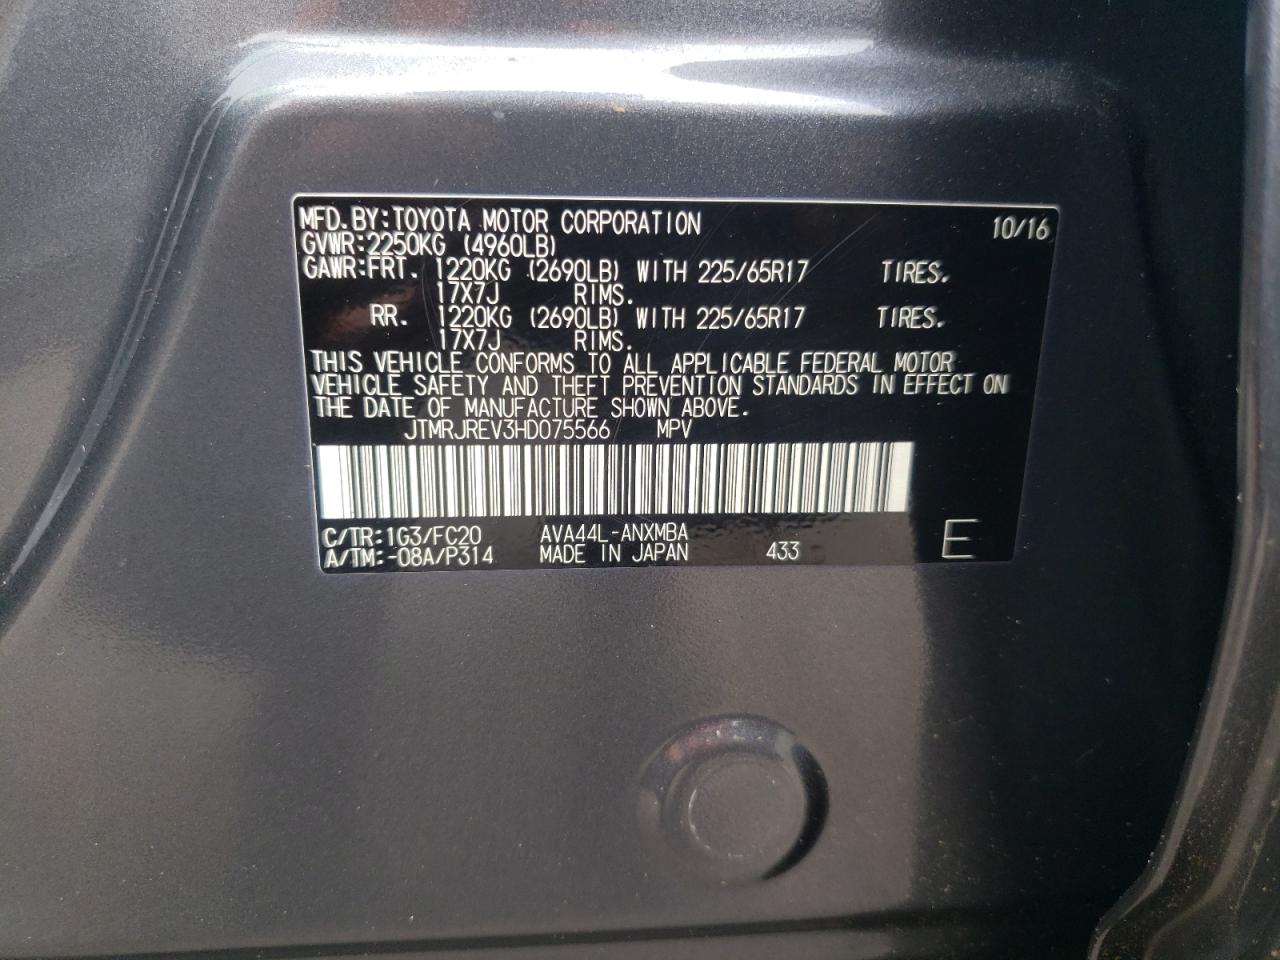 MFD.BY:TOYOTA MOTOR CORPORATION 10/16
GVWR:2250KG (4960LB)
GAWR:FRT. 1220KG (2690LB) WITH 225/65R17 TIRES.
17X7J RIMS.
RR. 1220KG (2690LB) WITH 225/65R17 TIRES.
17X7J RIMS.
THIS VEHICLE CONFORMS TO ALL APPLICABLE FEDERAL MOTOR
VEHICLE SAFETY AND THEFT PREVENTION STANDARDS IN EFFECT ON
THE DATE OF MANUFACTURE SHOWN ABOVE.
JTMRJREV3HD075566 MPV
C/TR:1G3/FC20 AVA44L-ANXMBA
A/TM:-08A/P314 MADE IN JAPAN 433 E